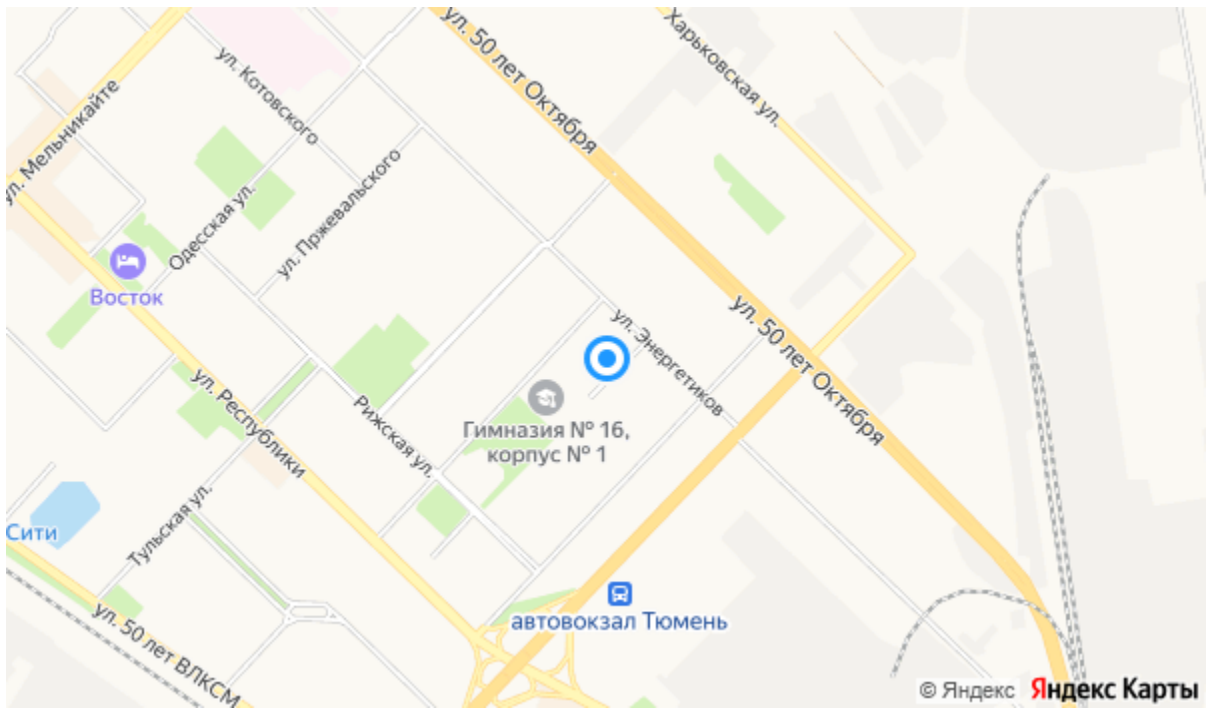 ул. 50 лет Октября
Харьковская ул.
ул. Котовского
ул. Мельникайте
ул. Пржевальского
Одесская ул.
Восток
ул. Энергетиков
ул. 50 лет Октября
ул. Республики
Рижская ул.
Гимназия № 16,
корпус № 1
Сити
Тульская ул.
автовокзал Тюмень
ул. 50 лет ВЛКСМ
© Яндекс Яндекс Карты